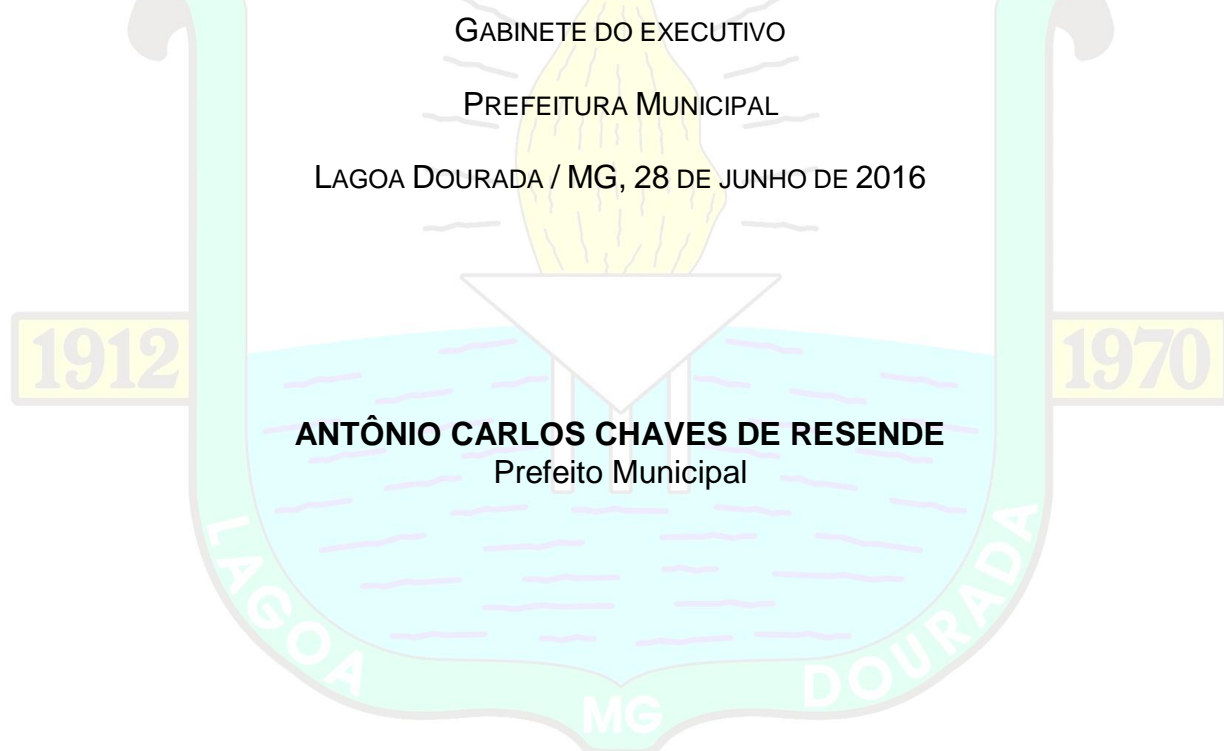 GABINETE DO EXECUTIVO
PREFEITURA MUNICIPAL
LAGOA DOURADA / MG, 28 DE JUNHO DE 2016
1912
1970
ANTÔNIO CARLOS CHAVES DE RESENDE
Prefeito Municipal
LAGOA
MG
DOURADA